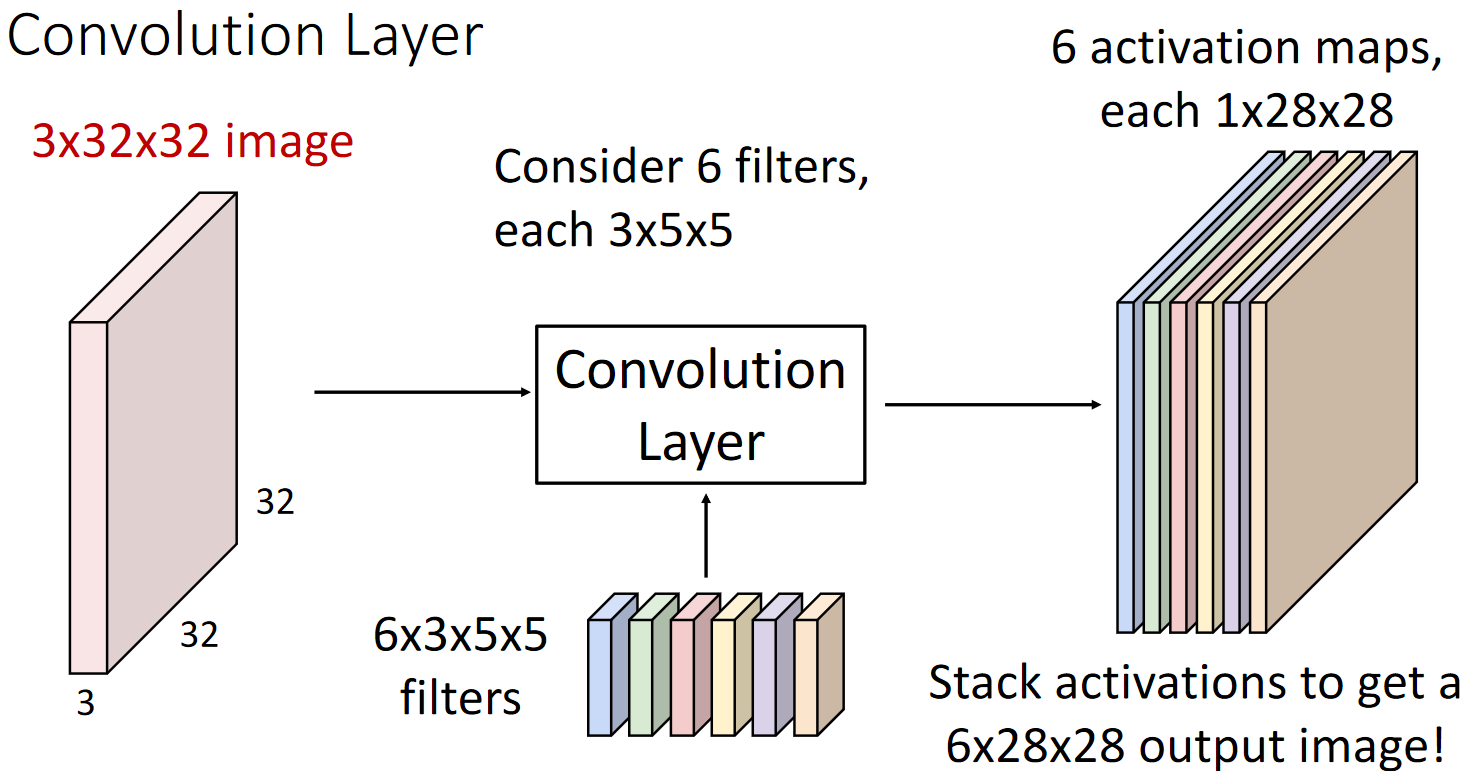 Convolution Layer
3x32x32 image
32
32
3
Consider 6 filters,
each 3x5x5
Convolution
Layer
6x3x5x5
filters
6 activation maps,
each 1x28x28
Stack activations to get a
6x28x28 output image!